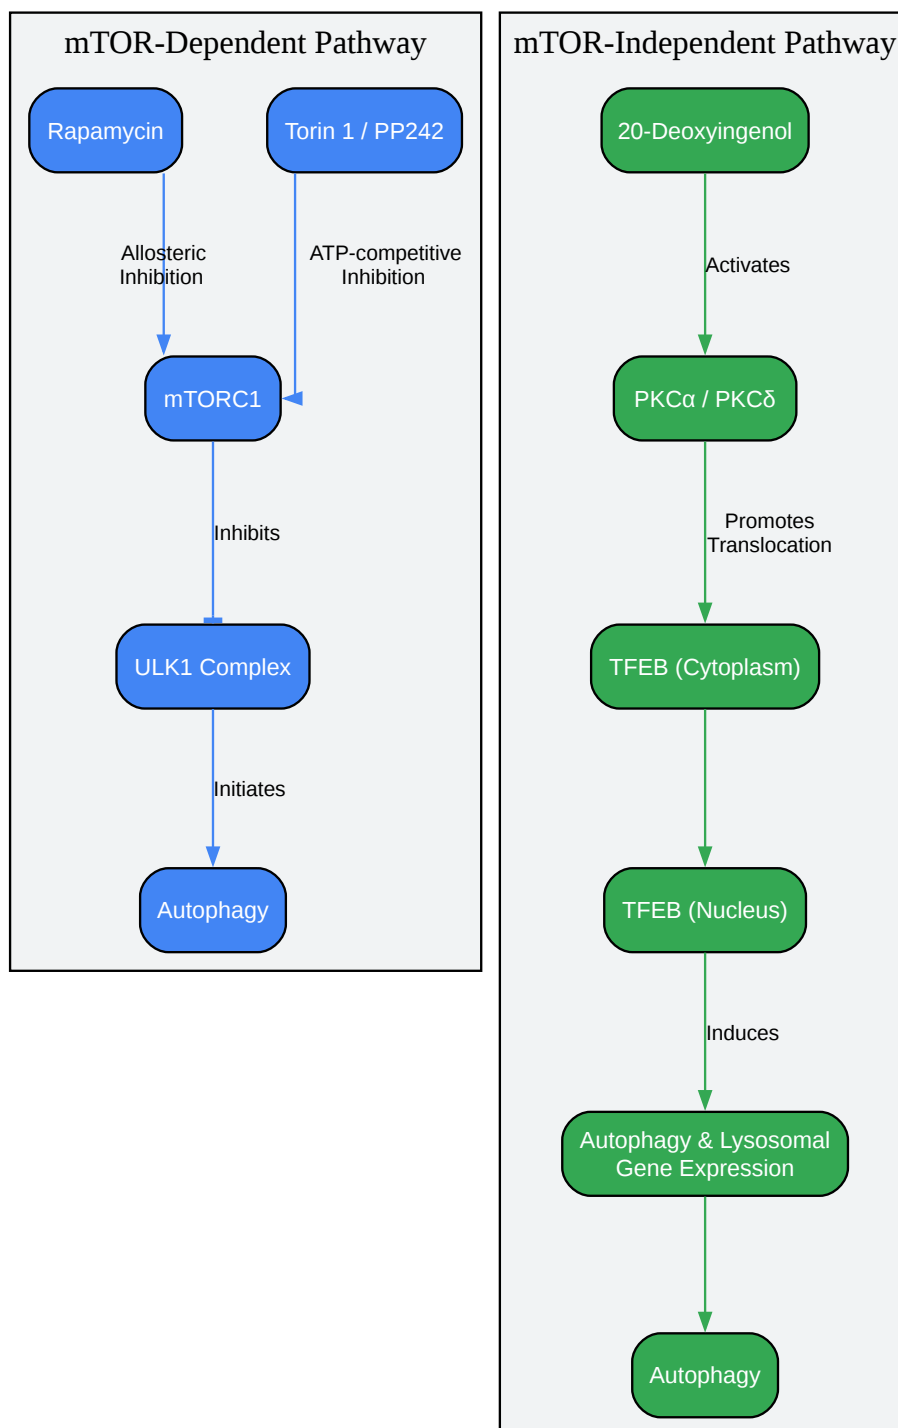 mTOR-Dependent Pathway
Rapamycin
Torin 1 / PP242
Allosteric
Inhibition
ATP-competitive
Inhibition
mTORC1
Inhibits
ULK1 Complex
Initiates
Autophagy
mTOR-Independent Pathway
20-Deoxyingenol
Activates
PKCα / PKCδ
Promotes
Translocation
TFEB (Cytoplasm)
TFEB (Nucleus)
Induces
Autophagy & Lysosomal
Gene Expression
Autophagy